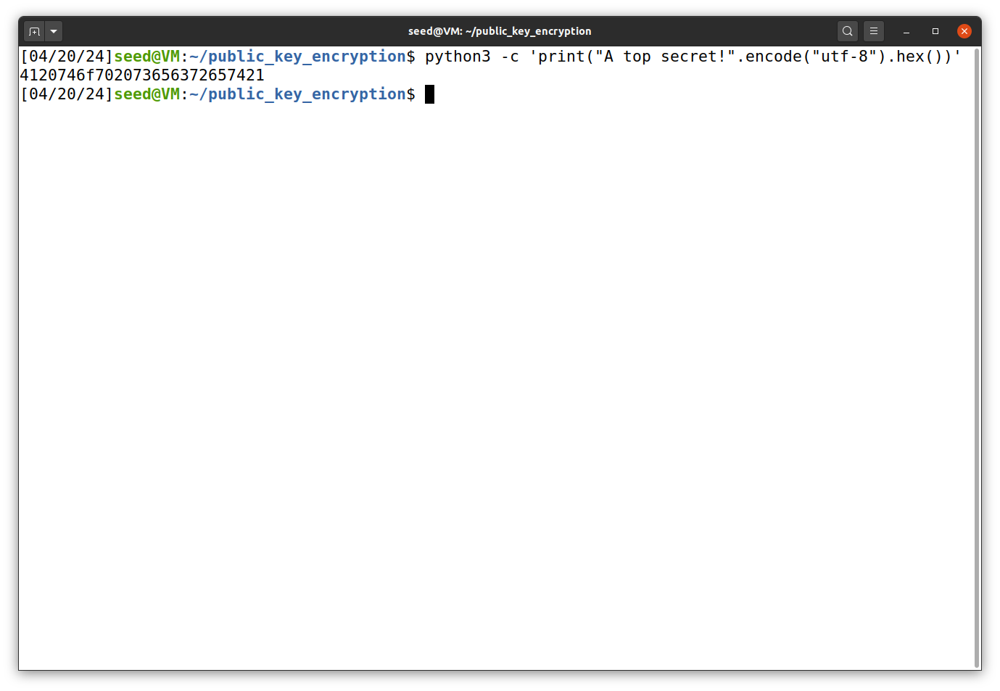 seed@VM: ~/public_key_encryption
[04/20/24]seed@VM:~/public_key_encryption$ python3 -c 'print("A top secret!".encode("utf-8").hex())'
4120746f702073656372657421
[04/20/24]seed@VM:~/public_key_encryption$